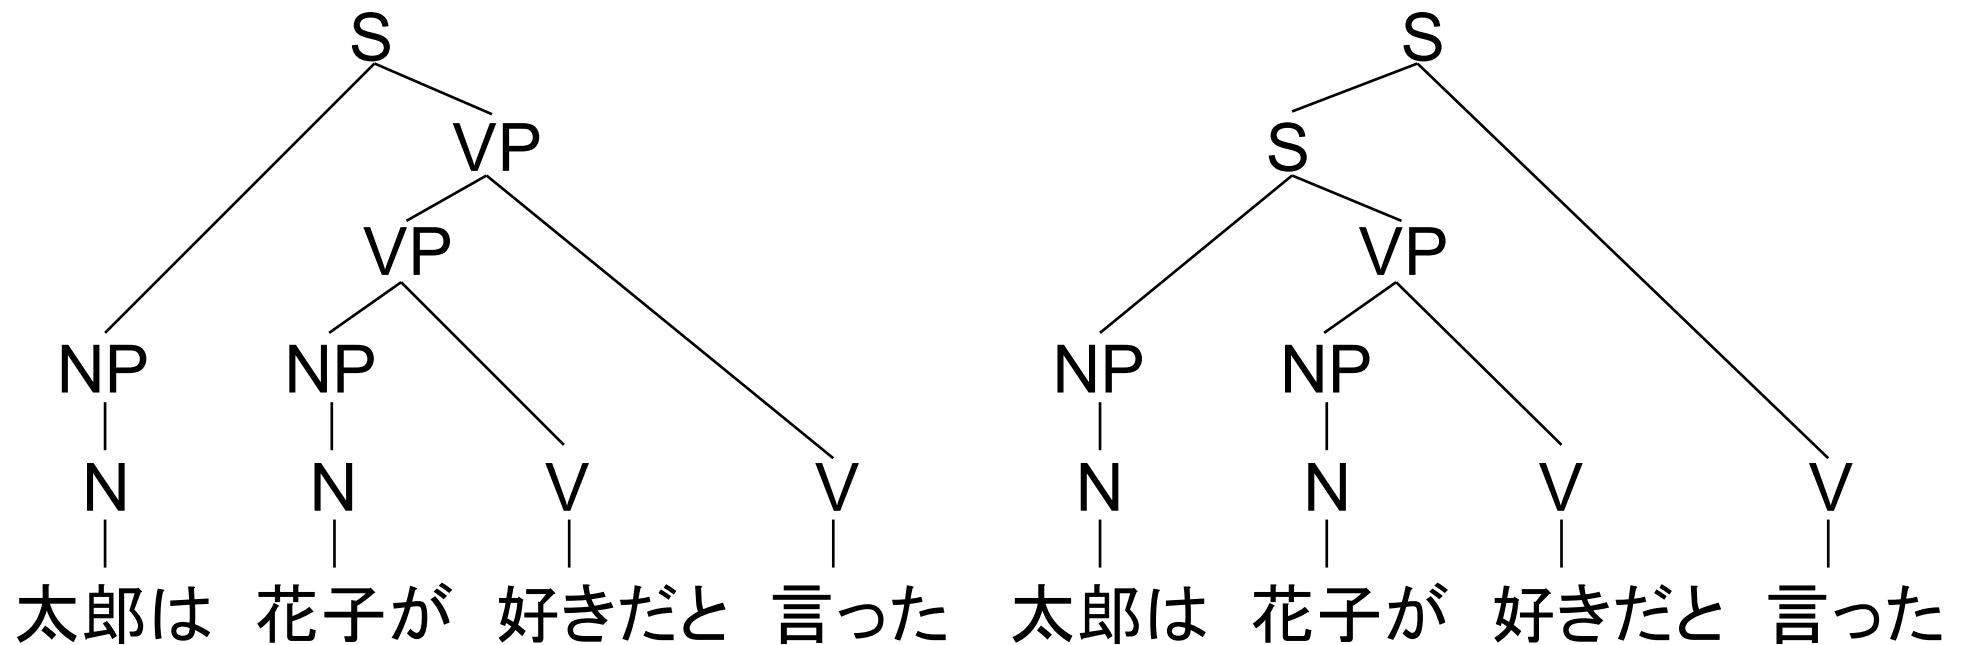 S S
VP S
VP VP
NP NP NP NP
N N V V N N V V
太郎は 花子が 好きだと 言った 太郎は 花子が 好きだと 言った